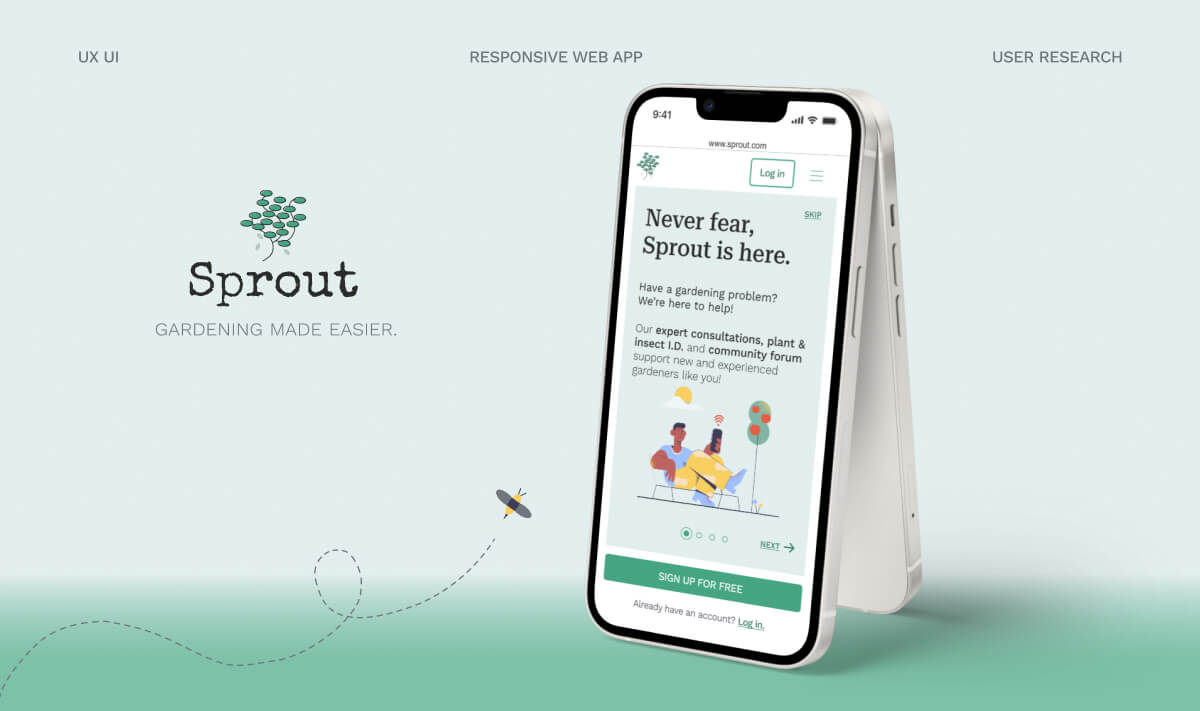 UX UI
RESPONSIVE WEB APP
USER RESEARCH
Sprout
GARDENING MADE EASIER.
9:41
www.sprout.com
Log in
SKIP
Never fear,
Sprout is here.
Have a gardening problem?
We're here to help!
Our expert consultations, plant &
insect I.D. and community forum
support new and experienced
gardeners like you!
NEXT
SIGN UP FOR FREE
Already have an account? Log in.